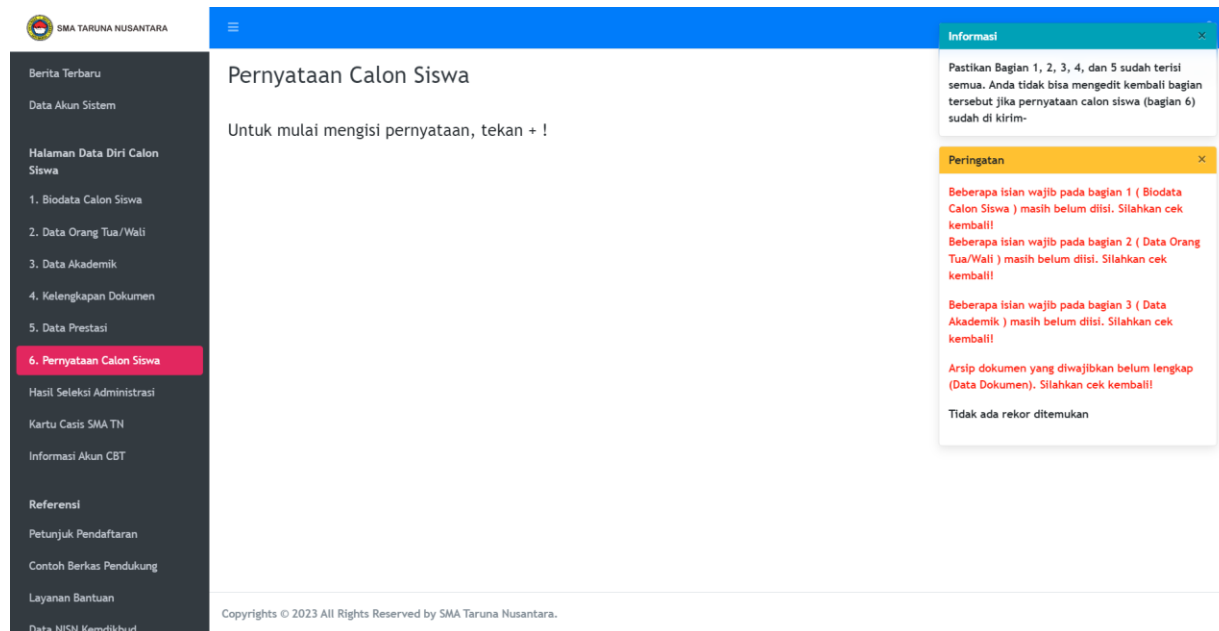 SMA TARUNA NUSANTARA
Berita Terbaru
Data Akun Sistem
Halaman Data Diri Calon
Siswa
1. Biodata Calon Siswa
2. Data Orang Tua/Wali
3. Data Akademik
4. Kelengkapan Dokumen
5. Data Prestasi
6. Pernyataan Calon Siswa
Hasil Seleksi Administrasi
Kartu Casis SMA TN
Informasi Akun CBT
Referensi
Petunjuk Pendaftaran
Contoh Berkas Pendukung
Layanan Bantuan
Data NISN Kemdikbud
Pernyataan Calon Siswa
Untuk mulai mengisi pernyataan, tekan + !
Informasi ×
Pastikan Bagian 1, 2, 3, 4, dan 5 sudah terisi
semua. Anda tidak bisa mengedit kembali bagian
tersebut jika pernyataan calon siswa (bagian 6)
sudah di kirim-
Peringatan ×
Beberapa isian wajib pada bagian 1 ( Biodata
Calon Siswa ) masih belum diisi. Silahkan cek
kembali!
Beberapa isian wajib pada bagian 2 ( Data Orang
Tua/Wali ) masih belum diisi. Silahkan cek
kembali!
Beberapa isian wajib pada bagian 3 ( Data
Akademik ) masih belum diisi. Silahkan cek
kembali!
Arsip dokumen yang diwajibkan belum lengkap
(Data Dokumen). Silahkan cek kembali!
Tidak ada rekor ditemukan
Copyrights © 2023 All Rights Reserved by SMA Taruna Nusantara.